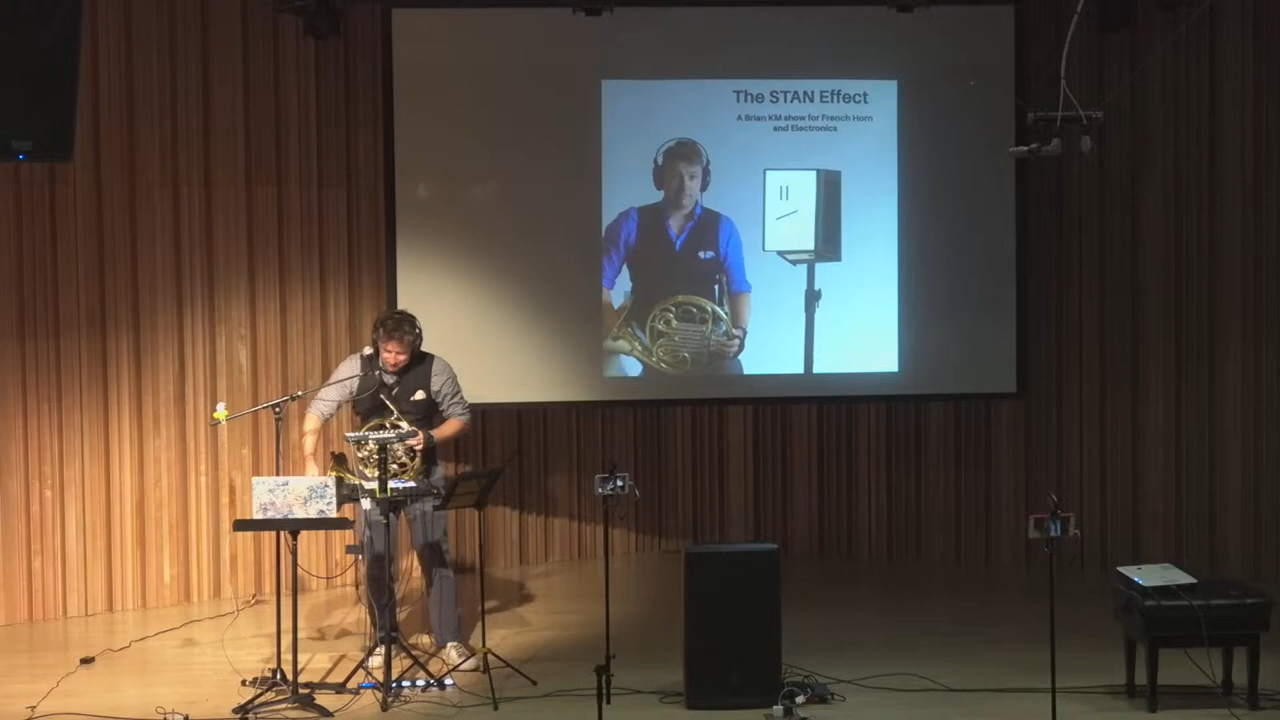 The STAN Effect
A Brian KM show for French Horn
and Electronics